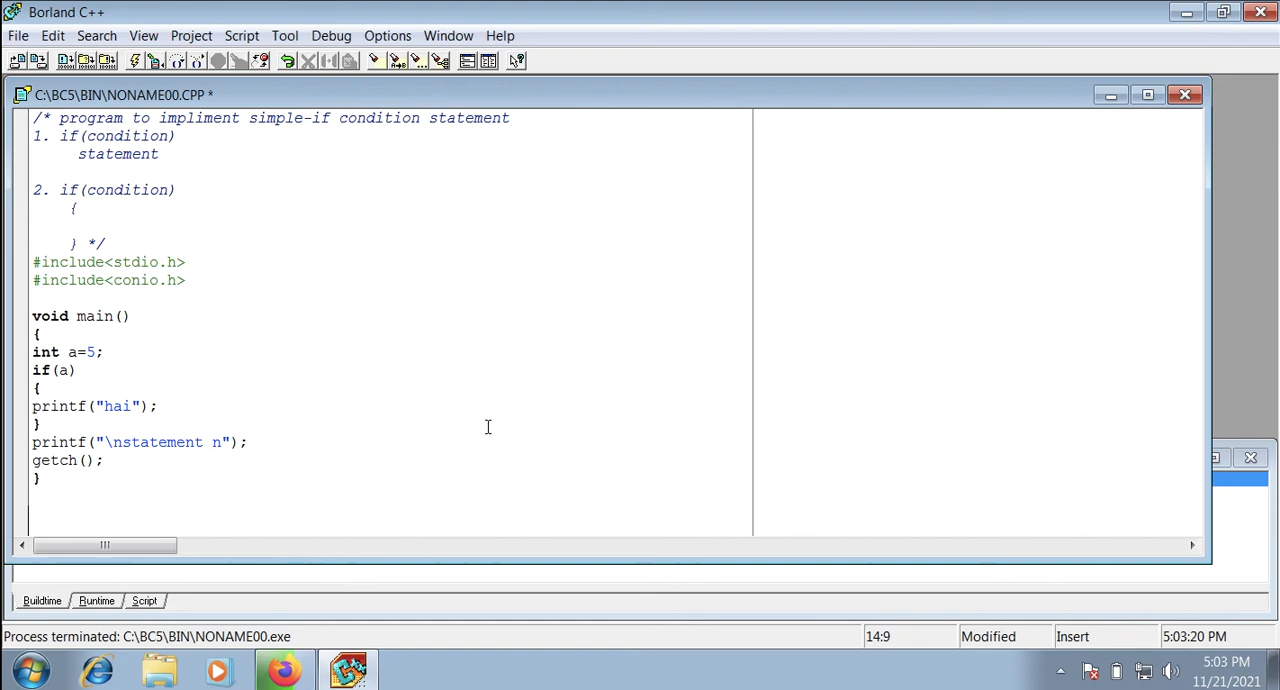 Borland C++
File Edit Search View Project Script Tool Debug Options Window Help
C:\BC5\BIN\NONAME00.CPP *
/* program to impliment simple-if condition statement
1. if(condition)
statement
2. if(condition)
{
} */
#include<stdio.h>
#include<conio.h>
void main()
{
int a=5;
if(a)
{
printf("hai");
}
printf("\nstatement n");
getch();
}
Buildtime Runtime Script
Process terminated: C:\BC5\BIN\NONAME00.exe 14:9 Modified Insert 5:03:20 PM
5:03 PM
11/21/2021